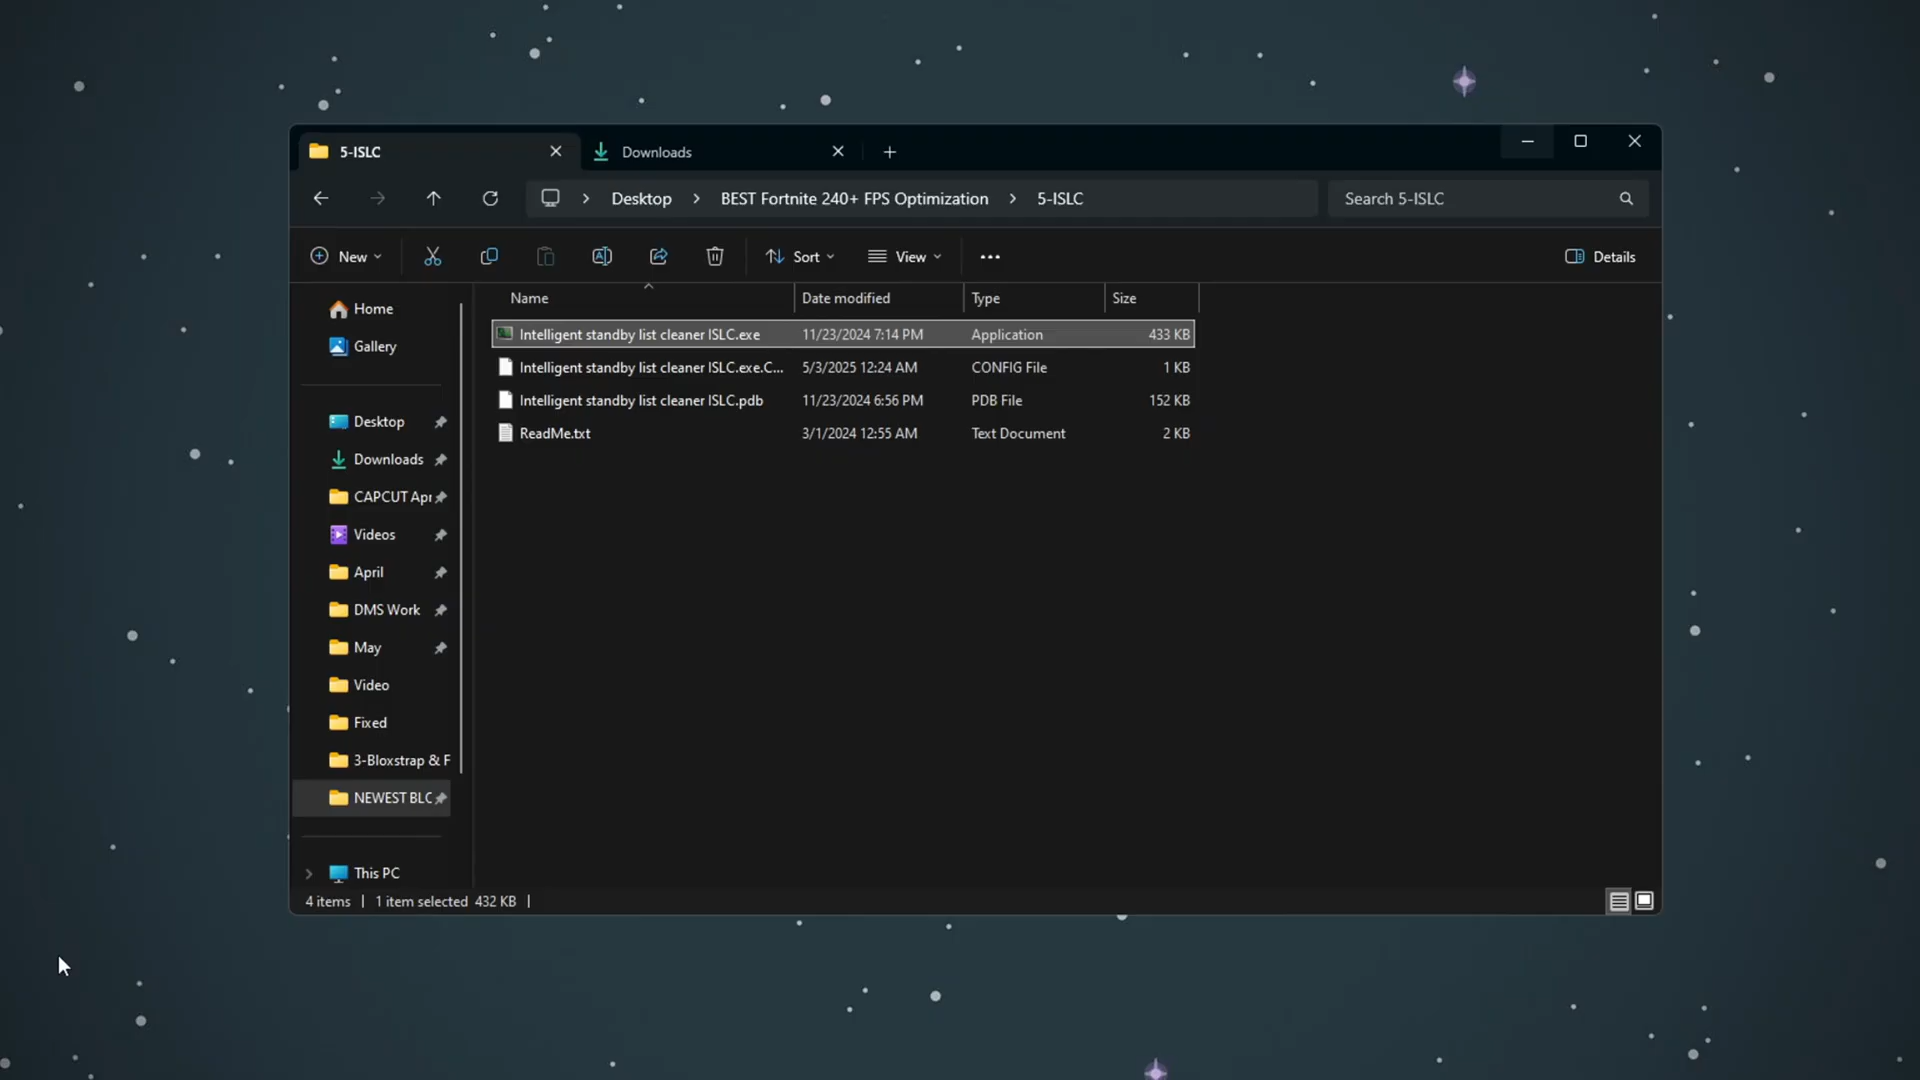 5-ISLC
Downloads
Desktop > BEST Fortnite 240+ FPS Optimization > 5-ISLC
Search 5-ISLC
New
Sort
View
Details
Name Date modified Type Size
Intelligent standby list cleaner ISLC.exe 11/23/2024 7:14 PM Application 433 KB
Intelligent standby list cleaner ISLC.exe.C... 5/3/2025 12:24 AM CONFIG File 1 KB
Intelligent standby list cleaner ISLC.pdb 11/23/2024 6:56 PM PDB File 152 KB
ReadMe.txt 3/1/2024 12:55 AM Text Document 2 KB
Home
Gallery
Desktop
Downloads
CAPCUT Apr
Videos
April
DMS Work
May
Video
Fixed
3-Bloxstrap & F
NEWEST BLC
This PC
4 items | 1 item selected 432 KB |